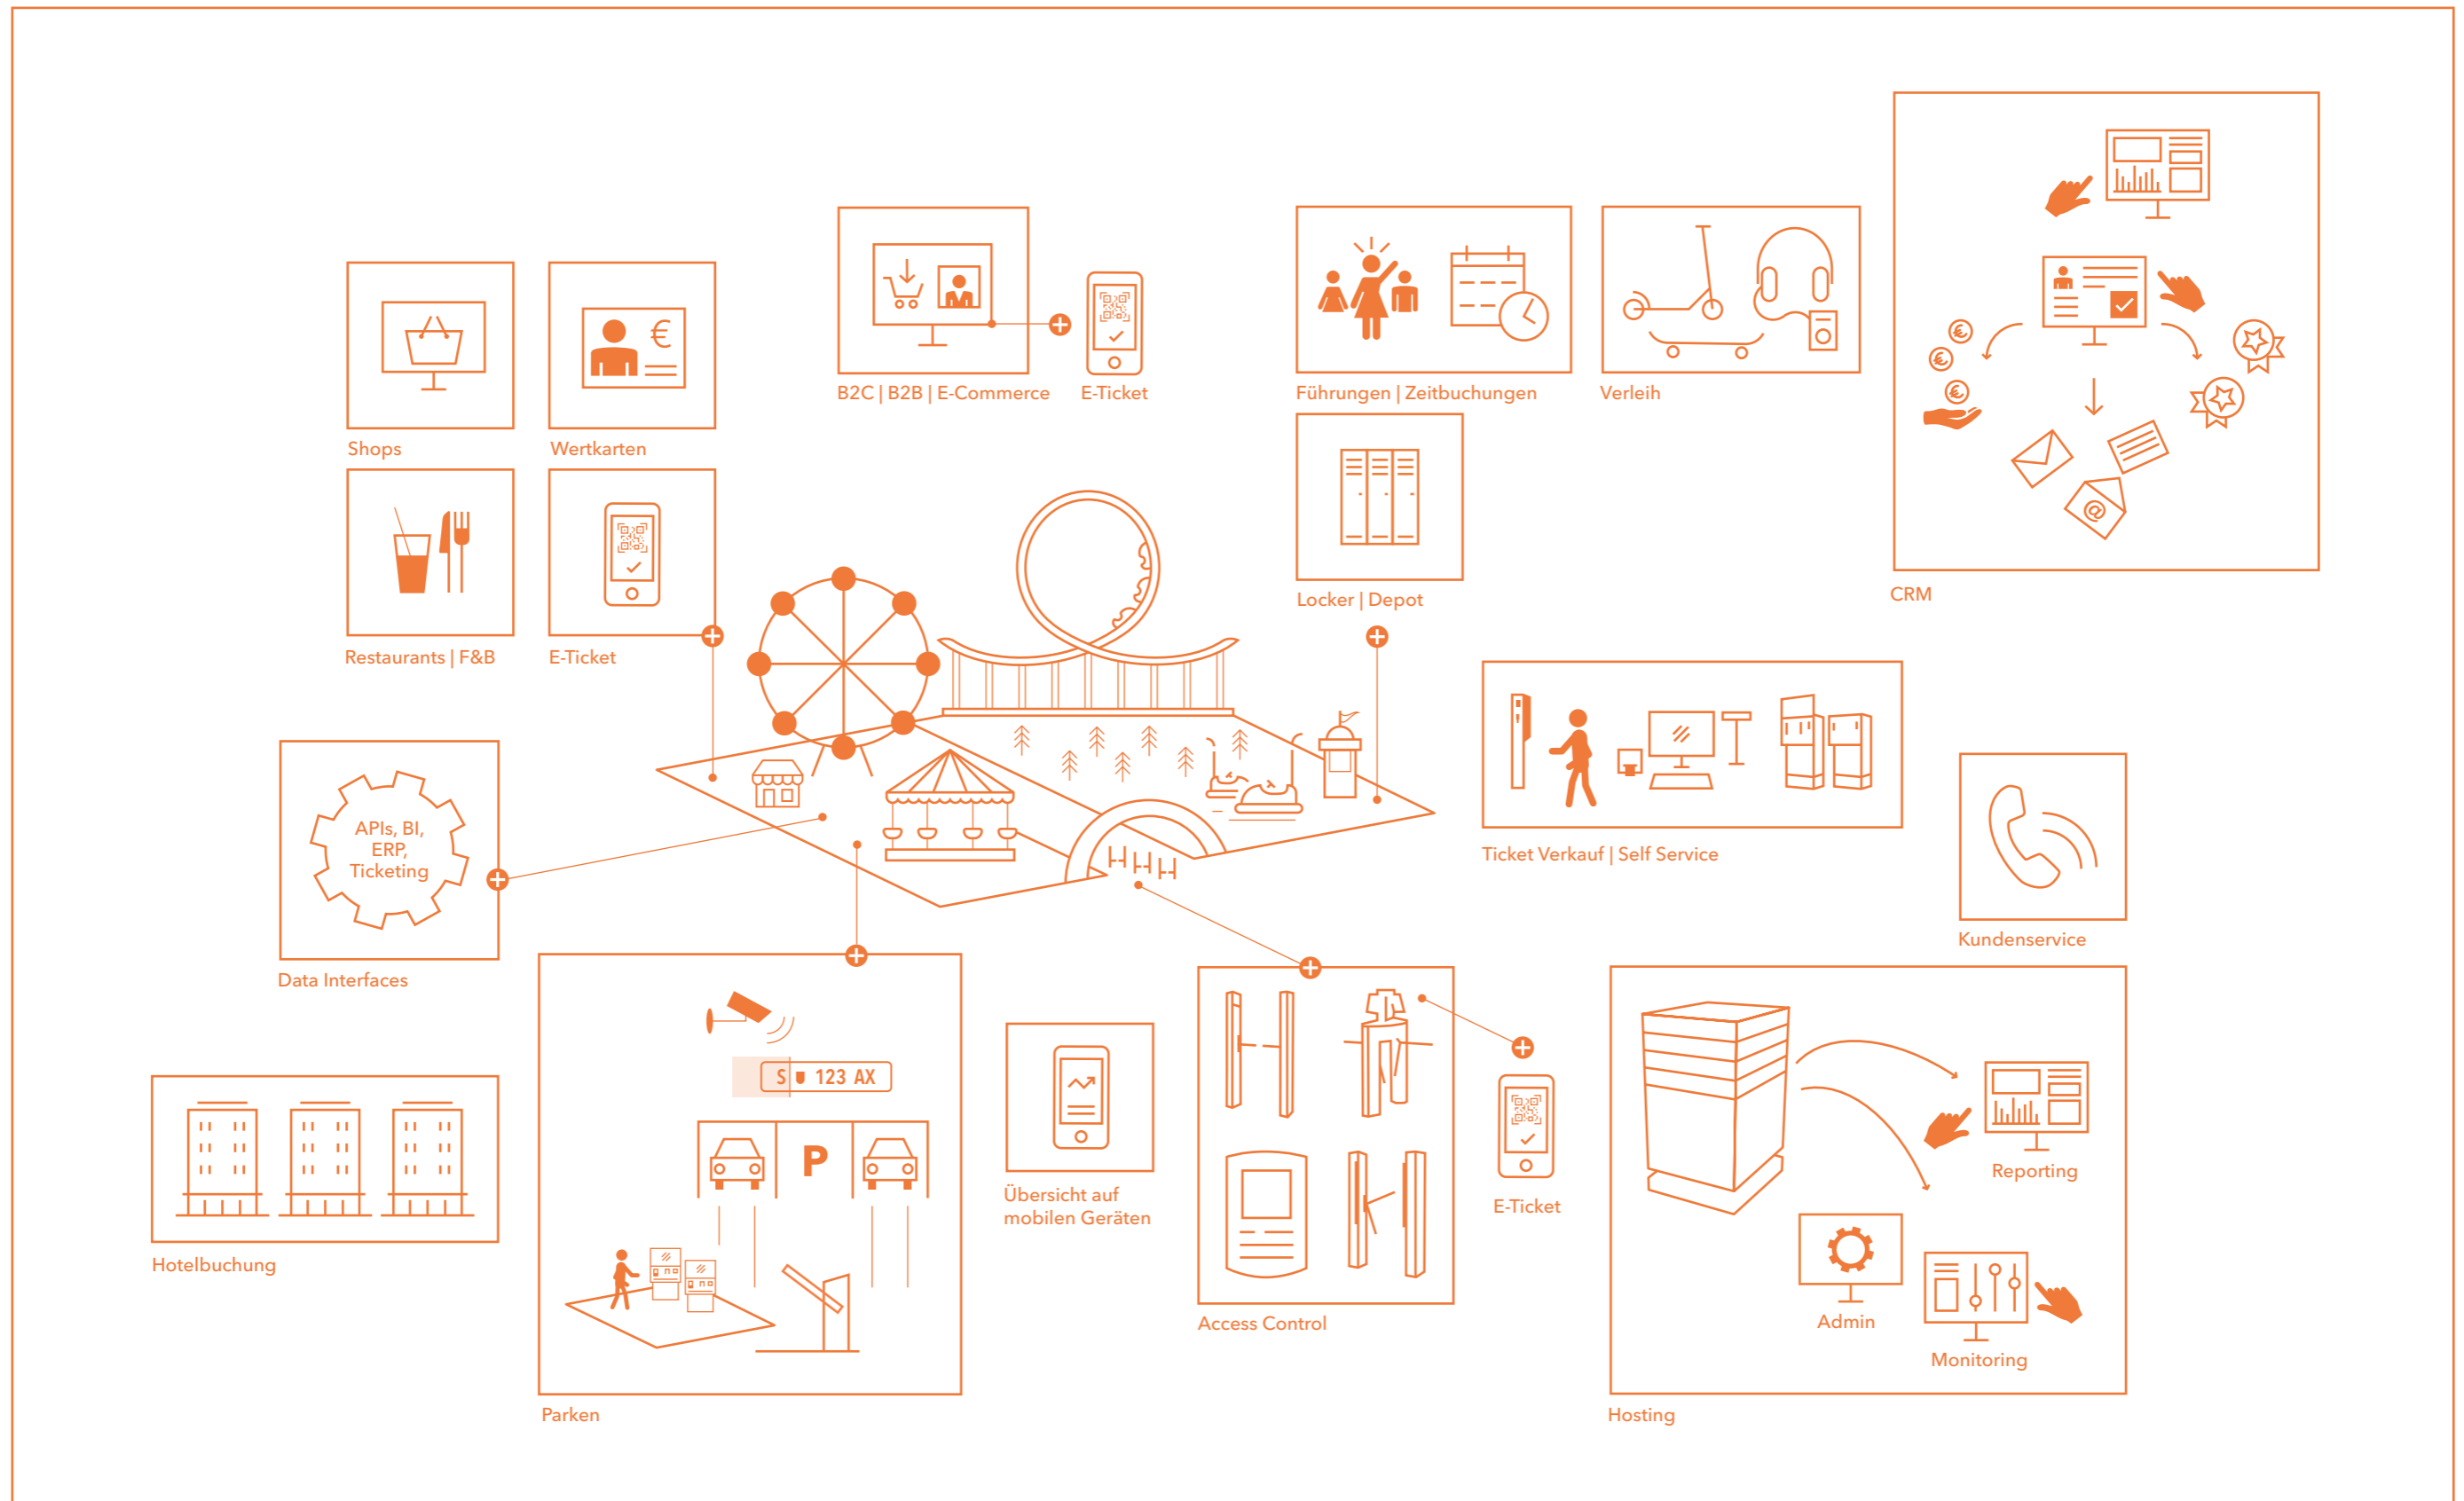 B2C | B2B | E-Commerce
E-Ticket
Führungen | Zeitbuchungen
Verleih
€
Shops
Wertkarten
€
€
€
@
CRM
Locker | Depot
Restaurants | F&B
E-Ticket
APIs, BI,
ERP,
Ticketing
Data Interfaces
Ticket Verkauf | Self Service
Kundenservice
S 123 AX
P
Parken
Hotelbuchung
Übersicht auf
mobilen Geräten
Access Control
E-Ticket
Reporting
Admin
Monitoring
Hosting